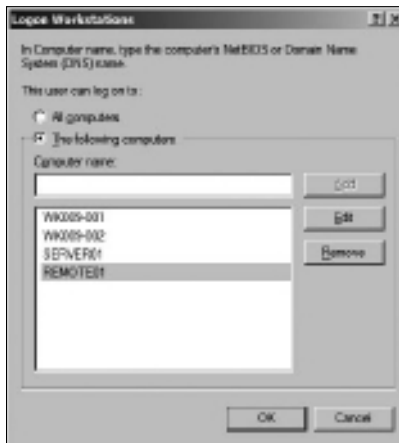 Logon Workstations
In Computer name, type the computer's NetBIOS or Domain Name
System (DNS) name.
This user can log on to:
All computers
The following computers
Computer name:
Add
WK009-001
WK009-002
SERVER01
REMOTE01
Edit
Remove
OK
Cancel